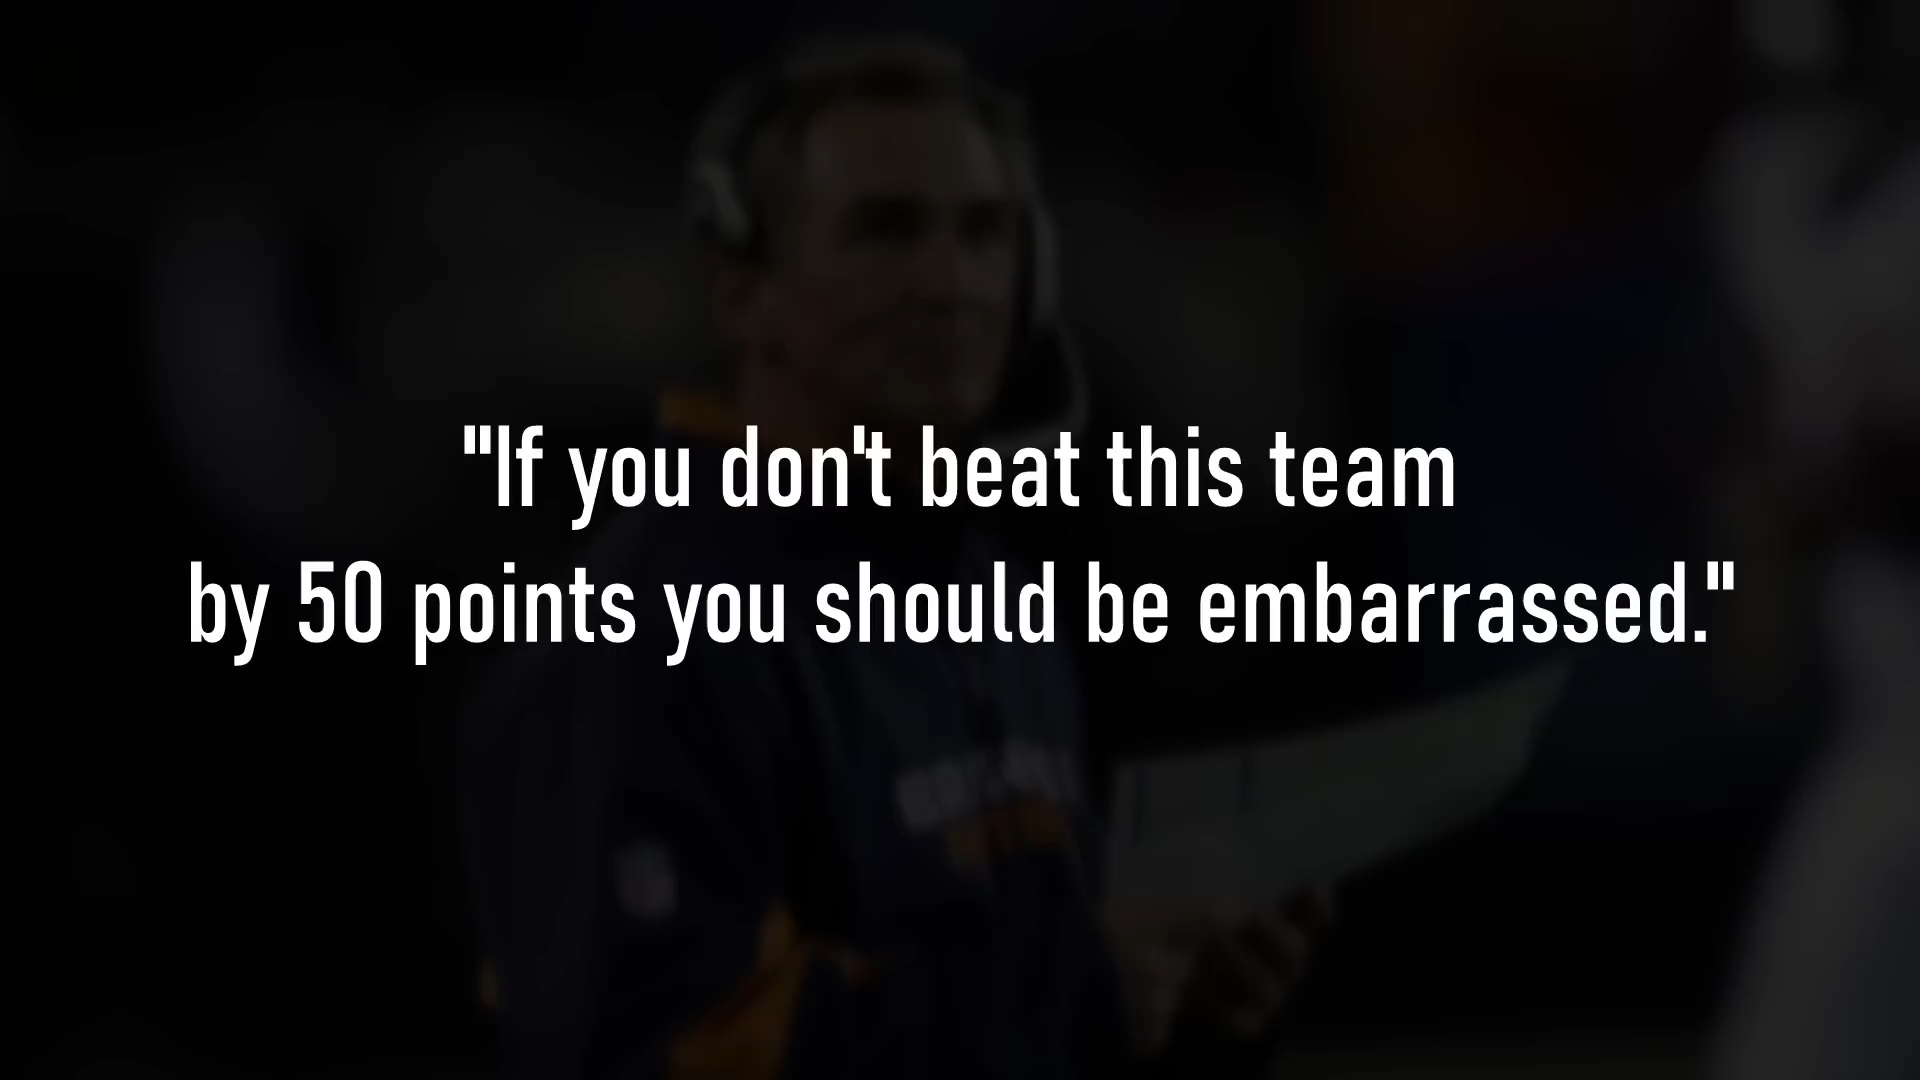 "If you don't beat this team
by 50 points you should be embarrassed."